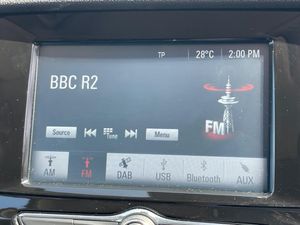 TP 28°C 2:00 PM
BBC R2
FM
Source Tune Menu
AM FM DAB USB Bluetooth AUX